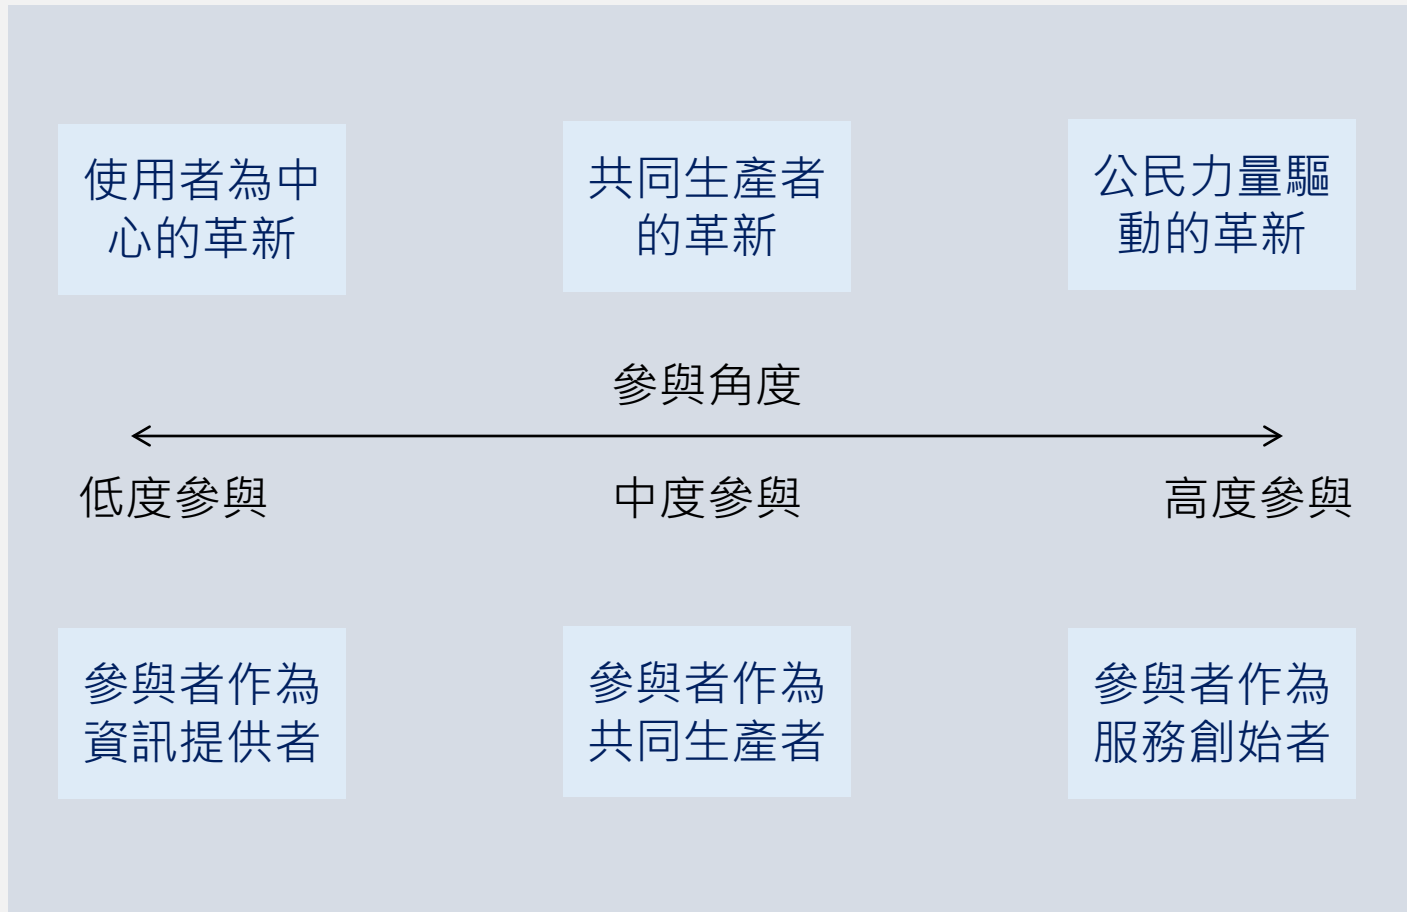 使用者為中
心的革新
共同生產者
的革新
公民力量驅
動的革新
參與角度
低度參與
中度參與
高度參與
參與者作為
資訊提供者
參與者作為
共同生產者
參與者作為
服務創始者